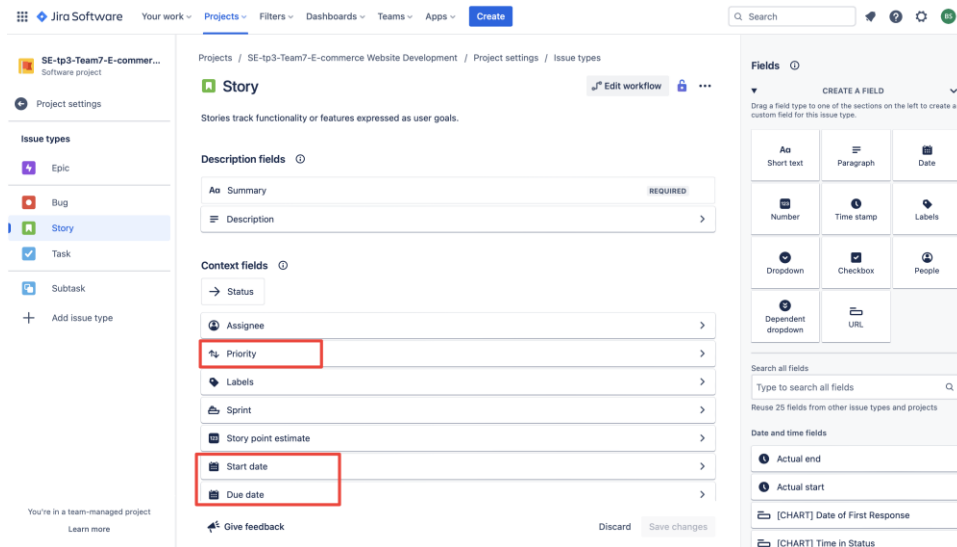 Jira Software Your work Projects Filters Dashboards Teams Apps Create Search BS
SE-tp3-Team7-E-commer...
Software project
Project settings
Issue types
Epic
Bug
Story
Task
Subtask
Add issue type
You're in a team-managed project
Learn more
Projects / SE-tp3-Team7-E-commerce Website Development / Project settings / Issue types
Story
Edit workflow
Stories track functionality or features expressed as user goals.
Description fields
Aa Summary REQUIRED
Description
Context fields
Status
Assignee
Priority
Labels
Sprint
123 Story point estimate
Start date
Due date
Give feedback
Discard Save changes
Fields
CREATE A FIELD
Drag a field type to one of the sections on the left to create a
custom field for this issue type.
Aa
Short text Paragraph Date
123
Number Time stamp Labels
Dropdown Checkbox People
Dependent
dropdown
URL
Search all fields
Type to search all fields
Reuse 25 fields from other issue types and projects
Date and time fields
Actual end
Actual start
[CHART] Date of First Response
[CHART] Time in Status